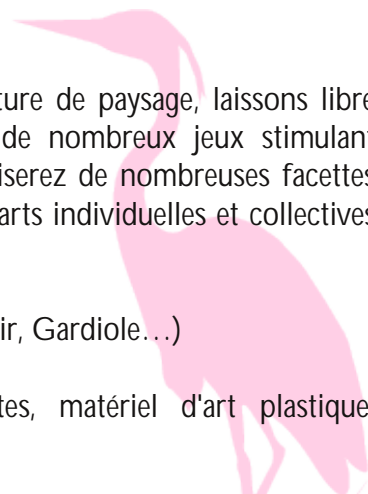 ture de paysage, laissons libre
de nombreux jeux stimulant
iserez de nombreuses facettes
arts individuelles et collectives
ir, Gardiole…)
tes, matériel d'art plastique